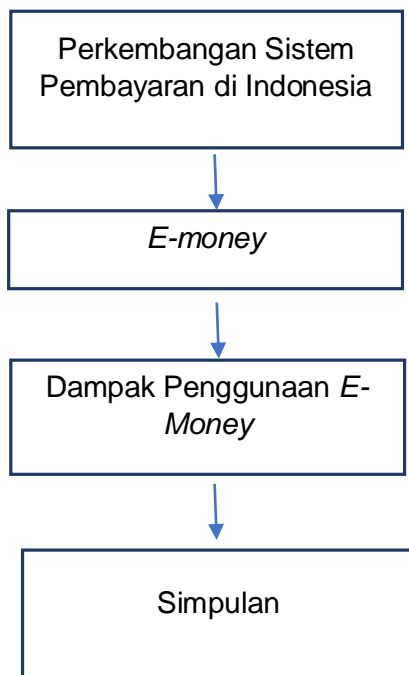 Perkembangan Sistem
Pembayaran di Indonesia
E-money
Dampak Penggunaan E-
Money
Simpulan